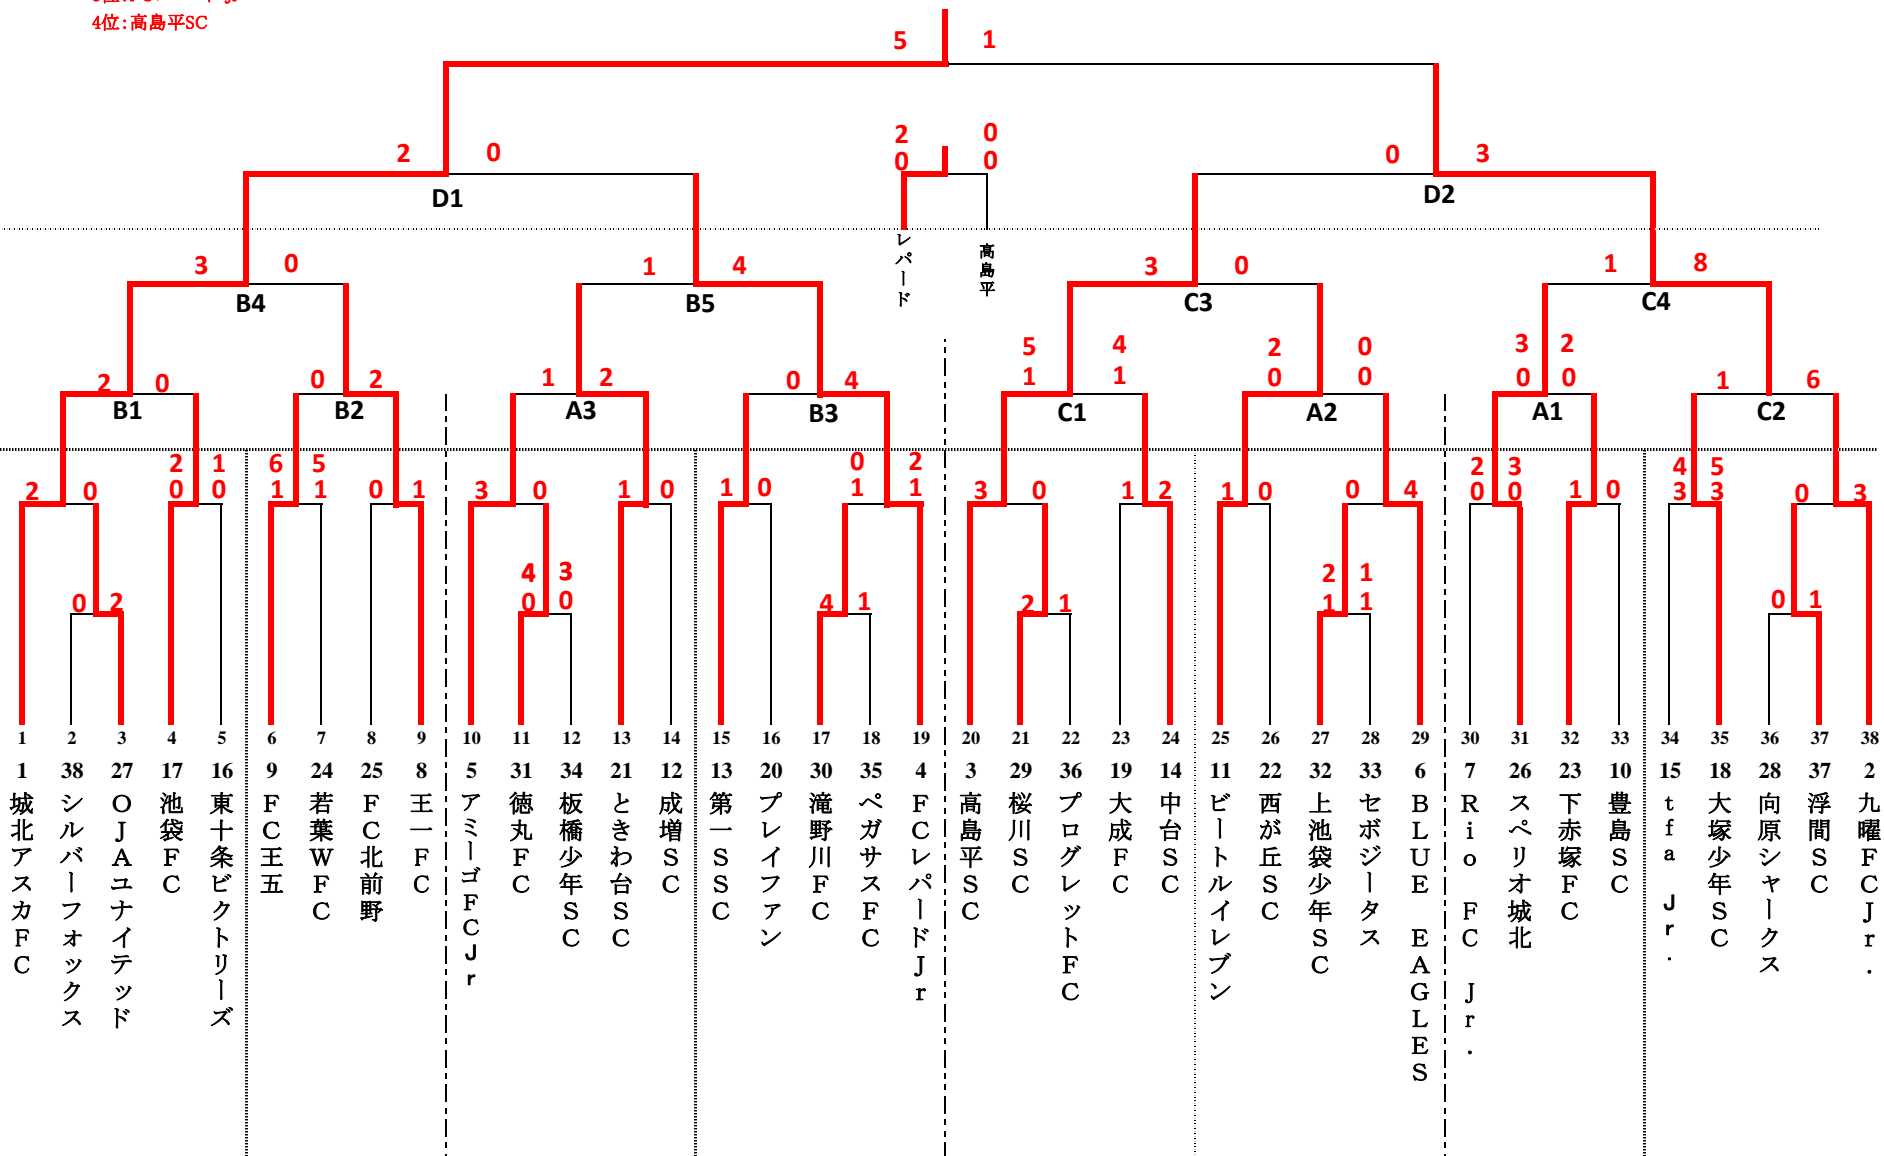 4位:高島平SC
5 1
2 0
2 0
0 0
0 3
D1
D2
レパード
高島平
3 0
1 4
3 0
1 8
B4
B5
C3
C4
5 4
1 1
2 0
0 0
3 2
0 0
2 0
0 2
1 2
0 4
1 6
B1
B2
A3
B3
C1
A2
A1
C2
2 0
2 1
0 0
6 5
1 1
0 1
3 0
1 0
1 0
0 2
1 1
3 0
1 2
1 0
0 4
2 3
0 0
1 0
4 5
3 3
0 3
0 2
4 3
0 0
4 1
2 1
2 1
1 1
0 1
1 2 3 4 5 6 7 8 9 10 11 12 13 14 15 16 17 18 19 20 21 22 23 24 25 26 27 28 29 30 31 32 33 34 35 36 37 38
1 38 27 17 16 9 24 25 8 5 31 34 21 12 13 20 30 35 4 3 29 36 19 14 11 22 32 33 6 7 26 23 10 15 18 28 37 2
城北アスカFC
シルバーフォックス
OJAユナイテッド
池袋FC
東十条ビクトリーズ
FC王五
若葉WFC
FC北前野
王一FC
アミーゴFCJr
徳丸FC
板橋少年SC
ときわ台SC
成増SC
第一SSC
プレイファン
滝野川FC
ペガサスFC
FCレパードJr
高島平SC
桜川SC
プログレットFC
大成FC
中台SC
ビートルイレブン
西が丘SC
上池袋少年SC
セボジータス
BLUE EAGLES
Rio FC Jr.
スペリオ城北
下赤塚FC
豊島SC
tfa Jr.
大塚少年SC
向原シャークス
浮間SC
九曜FCJr.